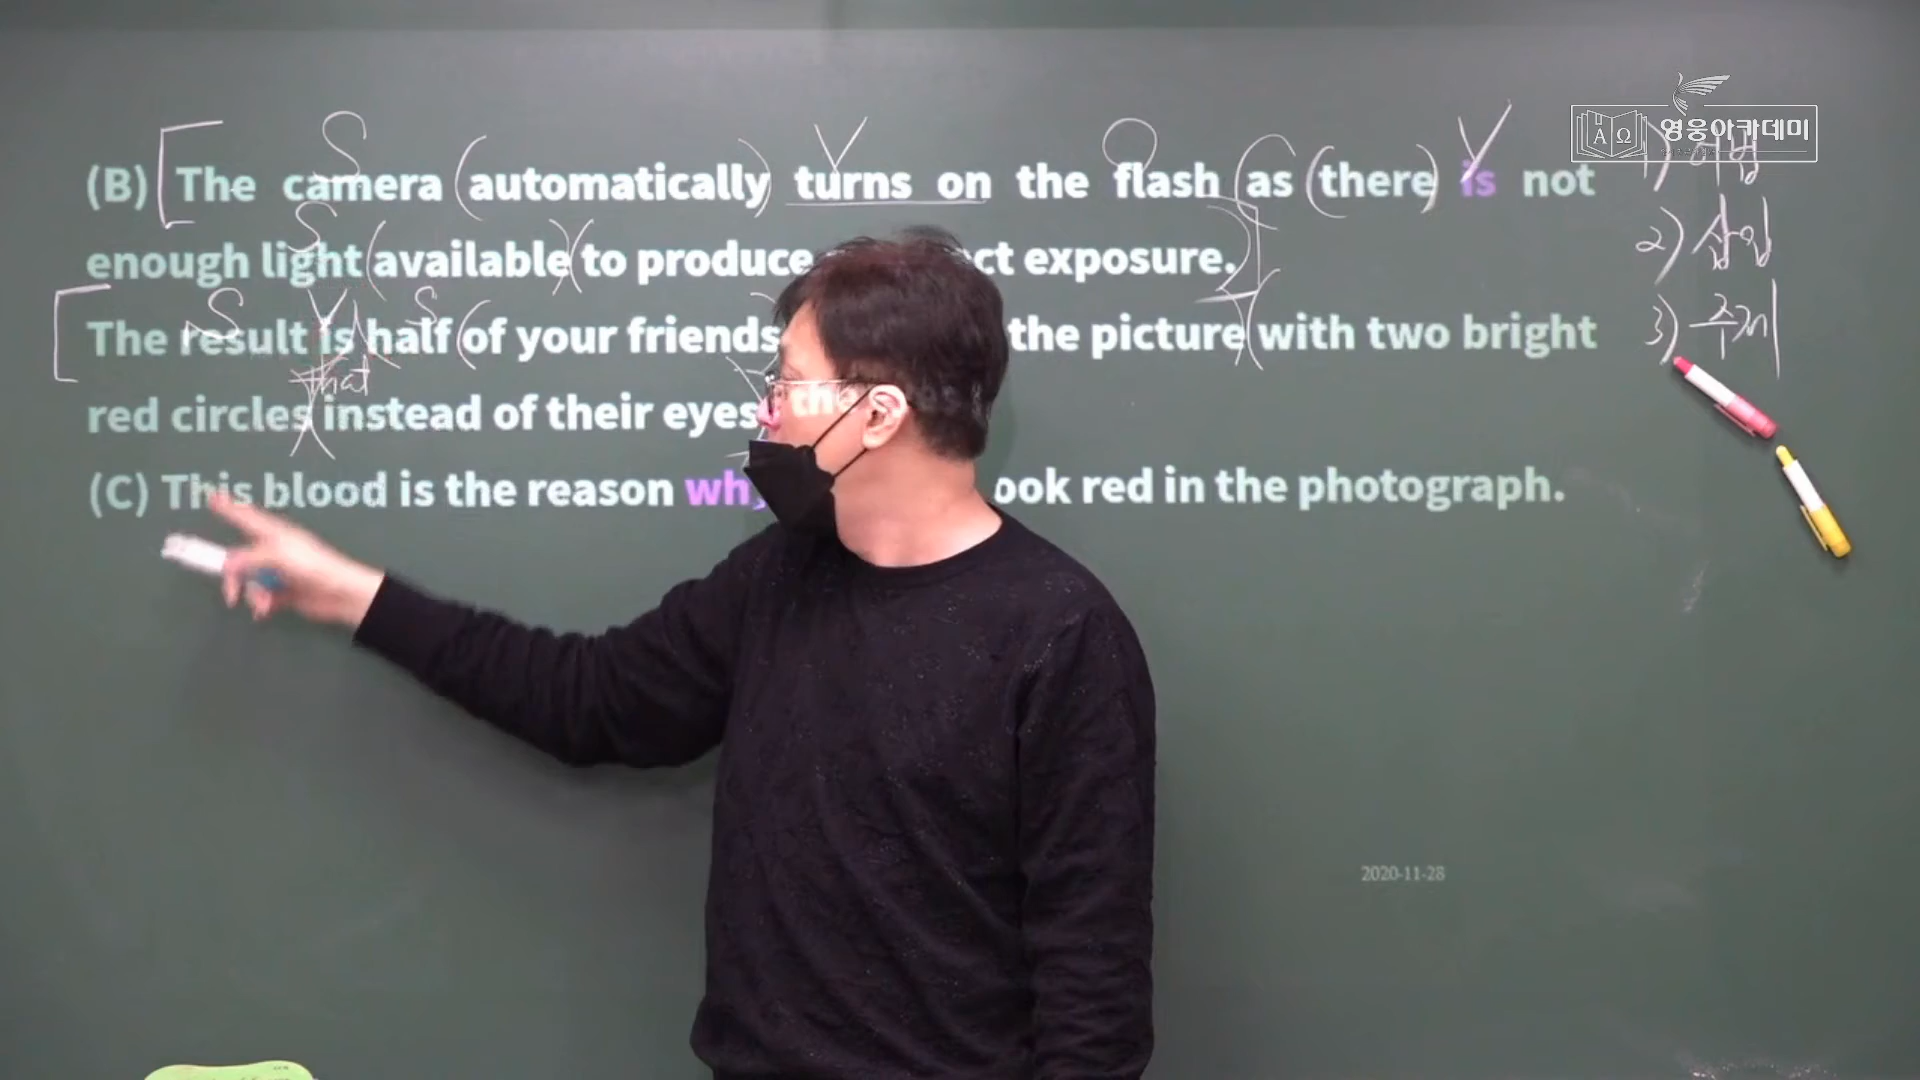 영웅아카데미
S V O V
(B) The camera automatically turns on the flash as there is not
1) 어법
S
enough light available to produce ct exposure.
2) 삽입
S V S
The result is half of your friends the picture with two bright
3) 주제
that
red circles instead of their eyes
(C) This blood is the reason why ook red in the photograph.
2020-11-28